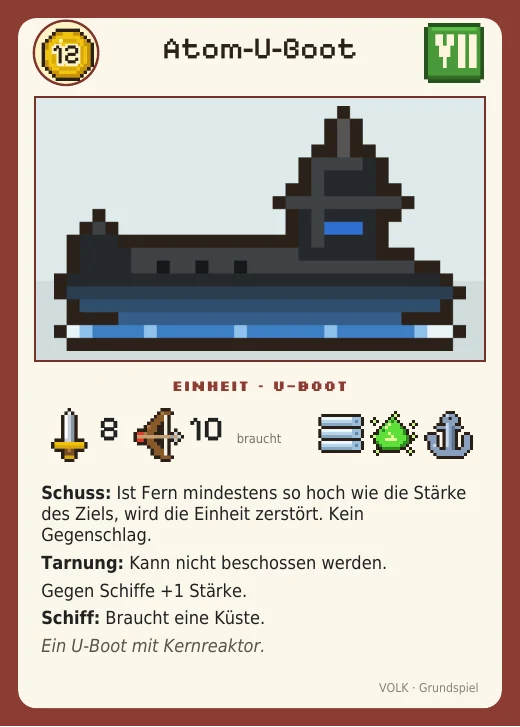 12
Atom-U-Boot
VII
EINHEIT - U-BOOT
8
10
braucht
Schuss: Ist Fern mindestens so hoch wie die Stärke
des Ziels, wird die Einheit zerstört. Kein
Gegenschlag.
Tarnung: Kann nicht beschossen werden.
Gegen Schiffe +1 Stärke.
Schiff: Braucht eine Küste.
Ein U-Boot mit Kernreaktor.
VOLK · Grundspiel